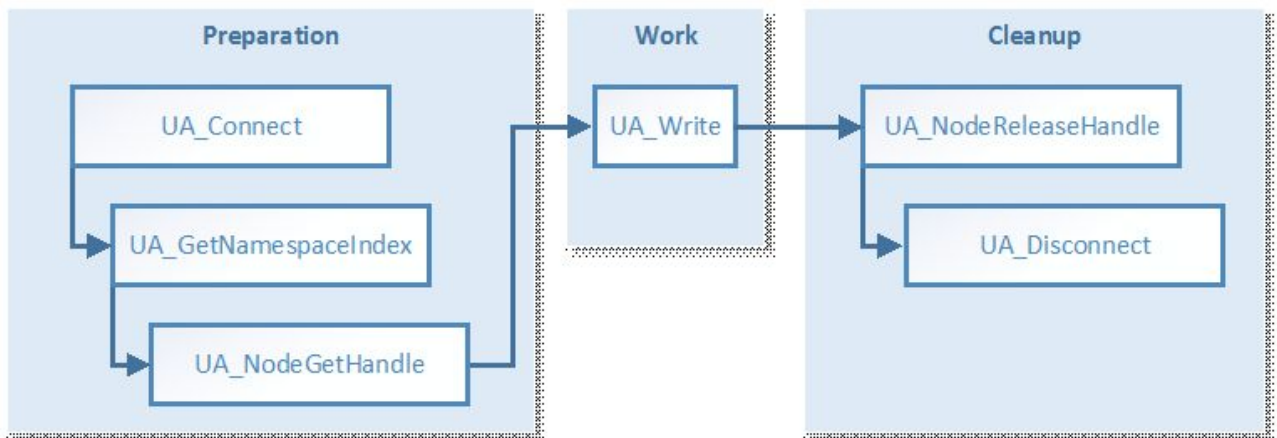 Preparation
UA_Connect
UA_GetNamespaceIndex
UA_NodeGetHandle
Work
UA_Write
Cleanup
UA_NodeReleaseHandle
UA_Disconnect